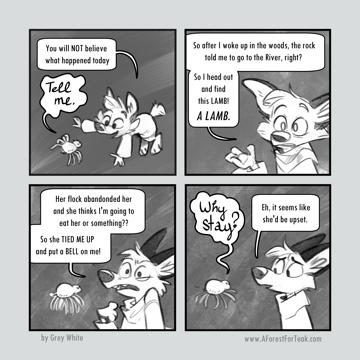 You will NOT believe
what happened today
Tell
me.
So after I woke up in the woods, the rock
told me to go to the River, right?
So I head out
and find
this LAMB!
A LAMB.
Her flock abandonded her
and she thinks I'm going to
eat her or something??
So she TIED ME UP
and put a BELL on me!
Why
stay?
Eh, it seems like
she'd be upset.
by Grey White
www.AForestForTeak.com